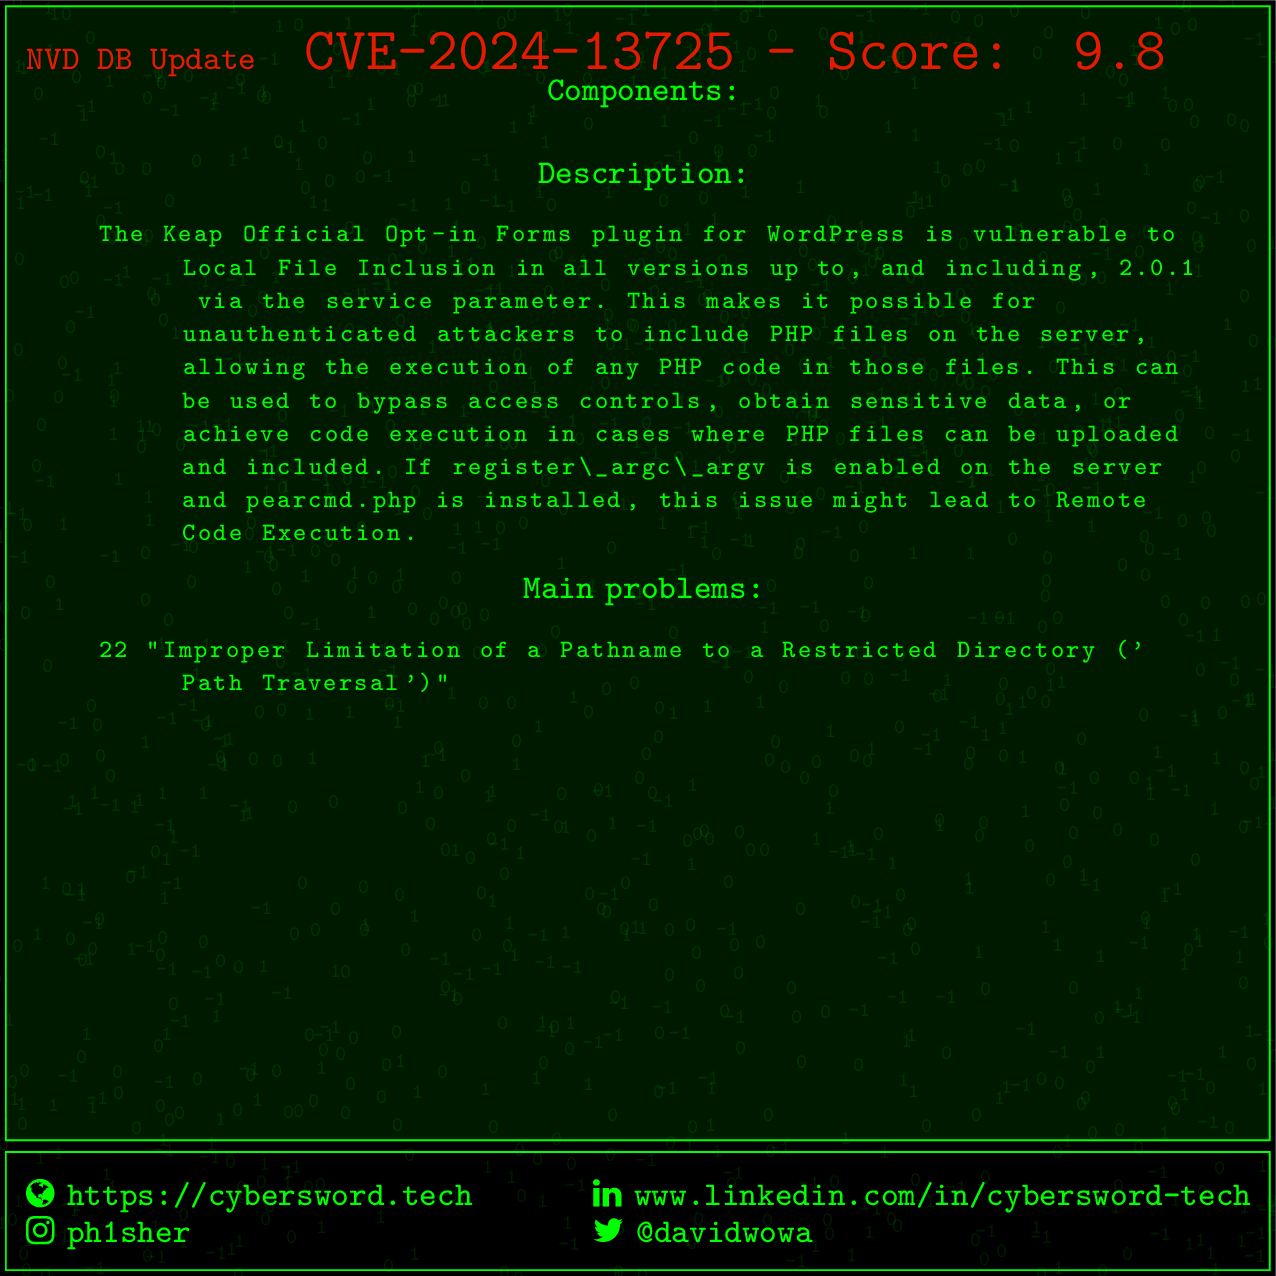 NVD DB Update CVE-2024-13725 - Score: 9.8
Components:
Description:
The Keap Official Opt-in Forms plugin for WordPress is vulnerable to
Local File Inclusion in all versions up to, and including, 2.0.1
via the service parameter. This makes it possible for
unauthenticated attackers to include PHP files on the server,
allowing the execution of any PHP code in those files. This can
be used to bypass access controls, obtain sensitive data, or
achieve code execution in cases where PHP files can be uploaded
and included. If register\_argc\_argv is enabled on the server
and pearcmd.php is installed, this issue might lead to Remote
Code Execution.
Main problems:
22 "Improper Limitation of a Pathname to a Restricted Directory ('
Path Traversal')"
https://cybersword.tech www.linkedin.com/in/cybersword-tech
ph1sher @davidwowa